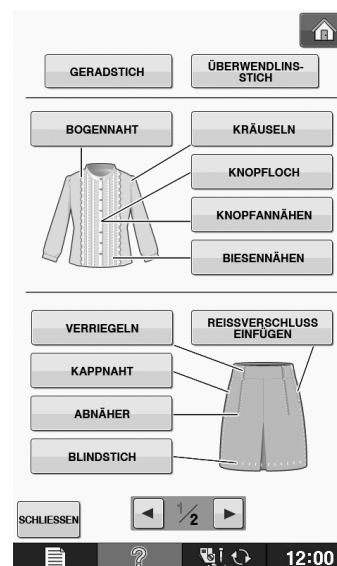 GERADSTICH
ÜBERWENDLINS-
STICH
BOGENNAHT
KRÄUSELN
KNOPFLOCH
KNOPFANNÄHEN
BIESENNÄHEN
VERRIEGELN
REISSVERSCHLUSS
EINFÜGEN
KAPPNAHT
ABNÄHER
BLINDSTICH
SCHLIESSEN
1/2
12:00